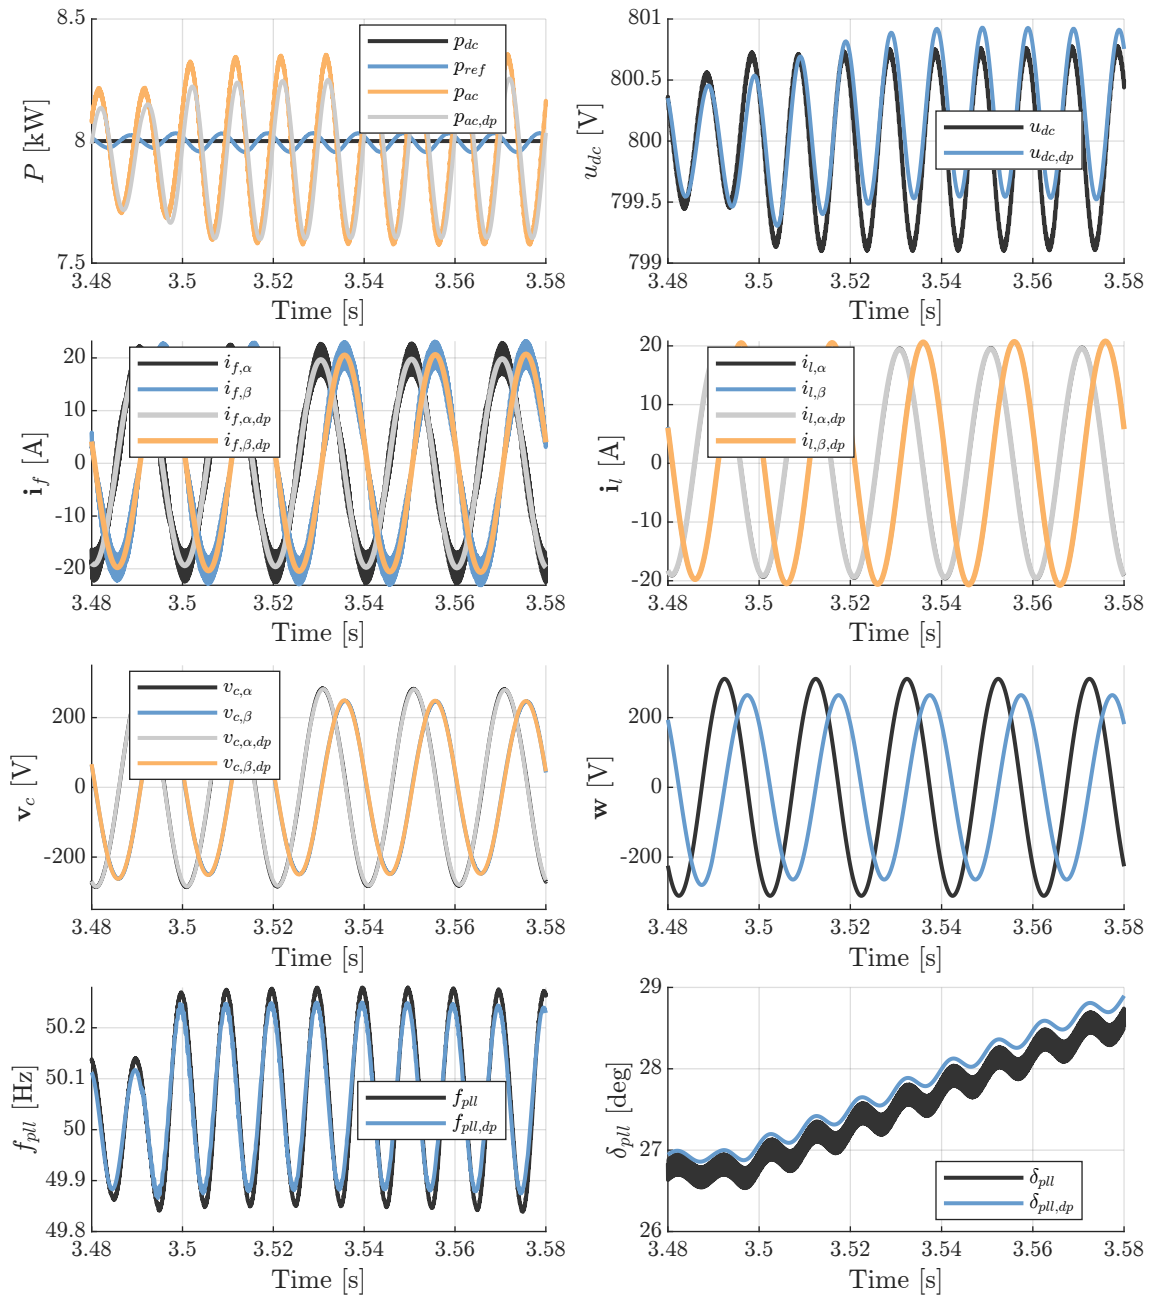 8.5
8
7.5
P [kW]
p_dc
p_ref
p_ac
p_ac,dp
3.48 3.5 3.52 3.54 3.56 3.58
Time [s]
801
800.5
800
799.5
799
u_dc [V]
u_dc
u_dc,dp
3.48 3.5 3.52 3.54 3.56 3.58
Time [s]
20
10
0
-10
-20
i_f [A]
i_f,α
i_f,β
i_f,α,dp
i_f,β,dp
3.48 3.5 3.52 3.54 3.56 3.58
Time [s]
20
10
0
-10
-20
i_l [A]
i_l,α
i_l,β
i_l,α,dp
i_l,β,dp
3.48 3.5 3.52 3.54 3.56 3.58
Time [s]
200
0
-200
v_c [V]
v_c,α
v_c,β
v_c,α,dp
v_c,β,dp
3.48 3.5 3.52 3.54 3.56 3.58
Time [s]
200
0
-200
w [V]
3.48 3.5 3.52 3.54 3.56 3.58
Time [s]
50.2
50.1
50
49.9
49.8
f_pll [Hz]
f_pll
f_pll,dp
3.48 3.5 3.52 3.54 3.56 3.58
Time [s]
29
28
27
26
δ_pll [deg]
δ_pll
δ_pll,dp
3.48 3.5 3.52 3.54 3.56 3.58
Time [s]